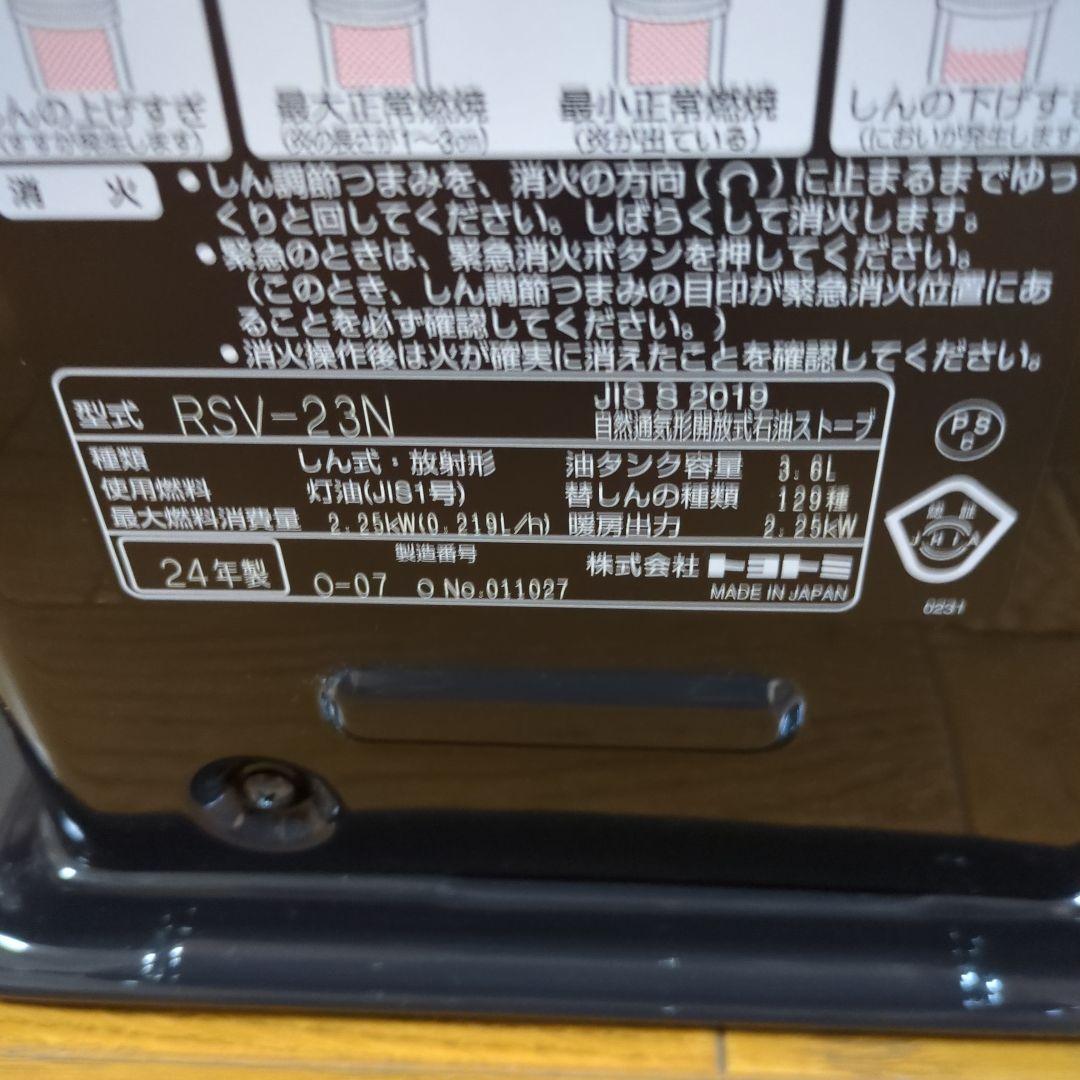 しんの上げすぎ
(すすが発生します)
最大正常燃焼
(炎の長さが1〜3cm)
最小正常燃焼
(炎が出ている)
しんの下げすぎ
(においが発生します
消 火
●しん調節つまみを、消火の方向( )に止まるまでゆっ
くりと回してください。しばらくして消火します。
●緊急のときは、緊急消火ボタンを押してください。
(このとき、しん調節つまみの目印が緊急消火位置にあ
ることを必ず確認してください。)
●消火操作後は火が確実に消えたことを確認してください。
型式 RSV-23N
JIS S 2019
自然通気形開放式石油ストーブ
種類 しん式・放射形 油タンク容量 3.6L
使用燃料 灯油(JIS1号) 替しんの種類 129種
最大燃料消費量 2.25kW(0.219L/h) 暖房出力 2.25kW
24年製
製造番号
O-07 O No.011027
株式会社 トヨトミ
MADE IN JAPAN
PS
C
認 証
JHIA
0231